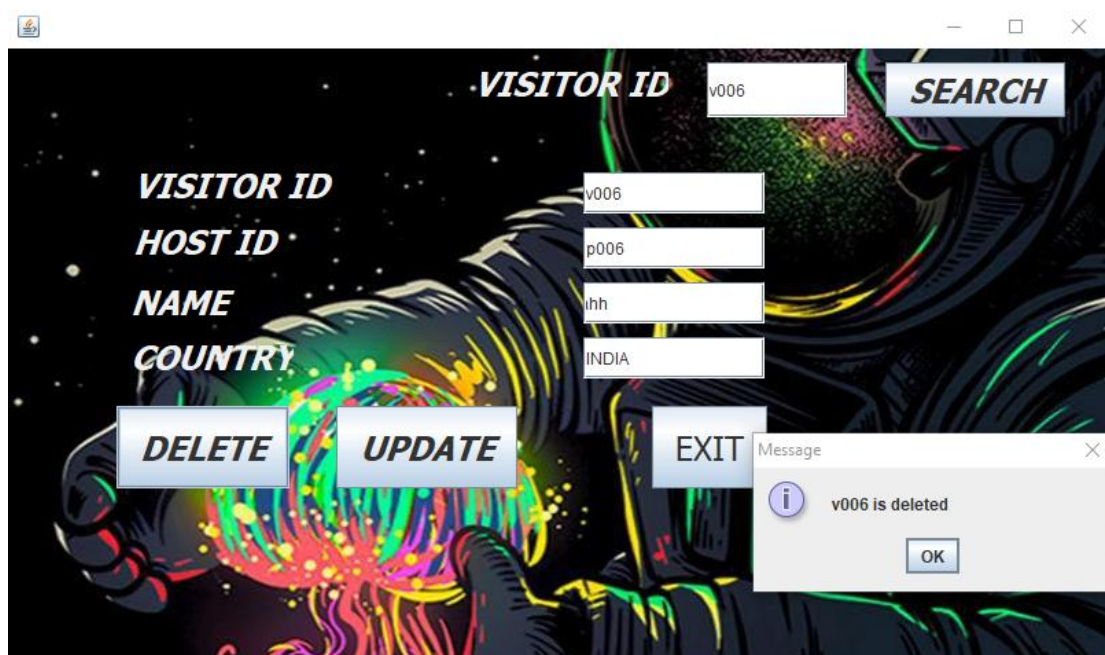 VISITOR ID v006 SEARCH
VISITOR ID v006
HOST ID p006
NAME hh
COUNTRY INDIA
DELETE UPDATE EXIT
Message
v006 is deleted
OK